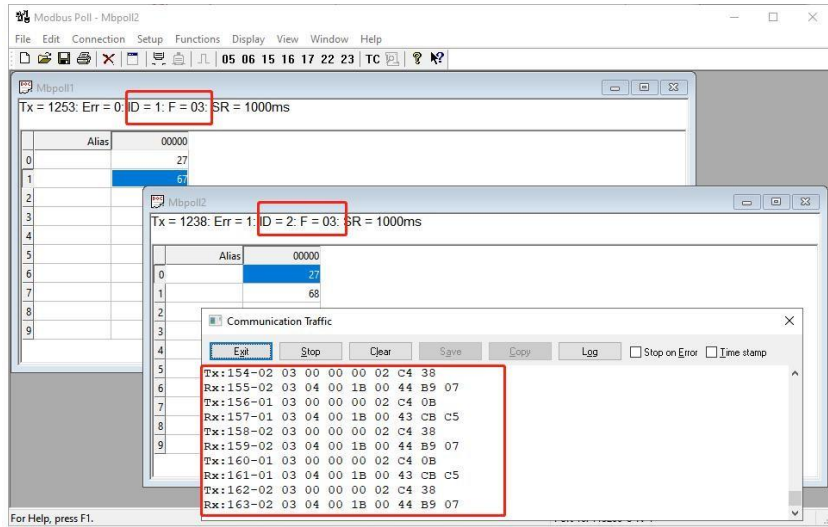 Modbus Poll - Mbpoll2
File Edit Connection Setup Functions Display View Window Help
05 06 15 16 17 22 23 TC
Mbpoll1
Tx = 1253: Err = 0: ID = 1: F = 03: SR = 1000ms
Alias 00000
0 27
1 67
2
3
4
5
6
7
8
9
Mbpoll2
Tx = 1238: Err = 1: ID = 2: F = 03: SR = 1000ms
Alias 00000
0 27
1 68
2
3
4
5
6
7
8
9
Communication Traffic
Exit Stop Clear Save Copy Log Stop on Error Time stamp
Tx:154-02 03 00 00 00 02 C4 38
Rx:155-02 03 04 00 1B 00 44 B9 07
Tx:156-01 03 00 00 00 02 C4 0B
Rx:157-01 03 04 00 1B 00 43 CB C5
Tx:158-02 03 00 00 00 02 C4 38
Rx:159-02 03 04 00 1B 00 44 B9 07
Tx:160-01 03 00 00 00 02 C4 0B
Rx:161-01 03 04 00 1B 00 43 CB C5
Tx:162-02 03 00 00 00 02 C4 38
Rx:163-02 03 04 00 1B 00 44 B9 07
For Help, press F1.